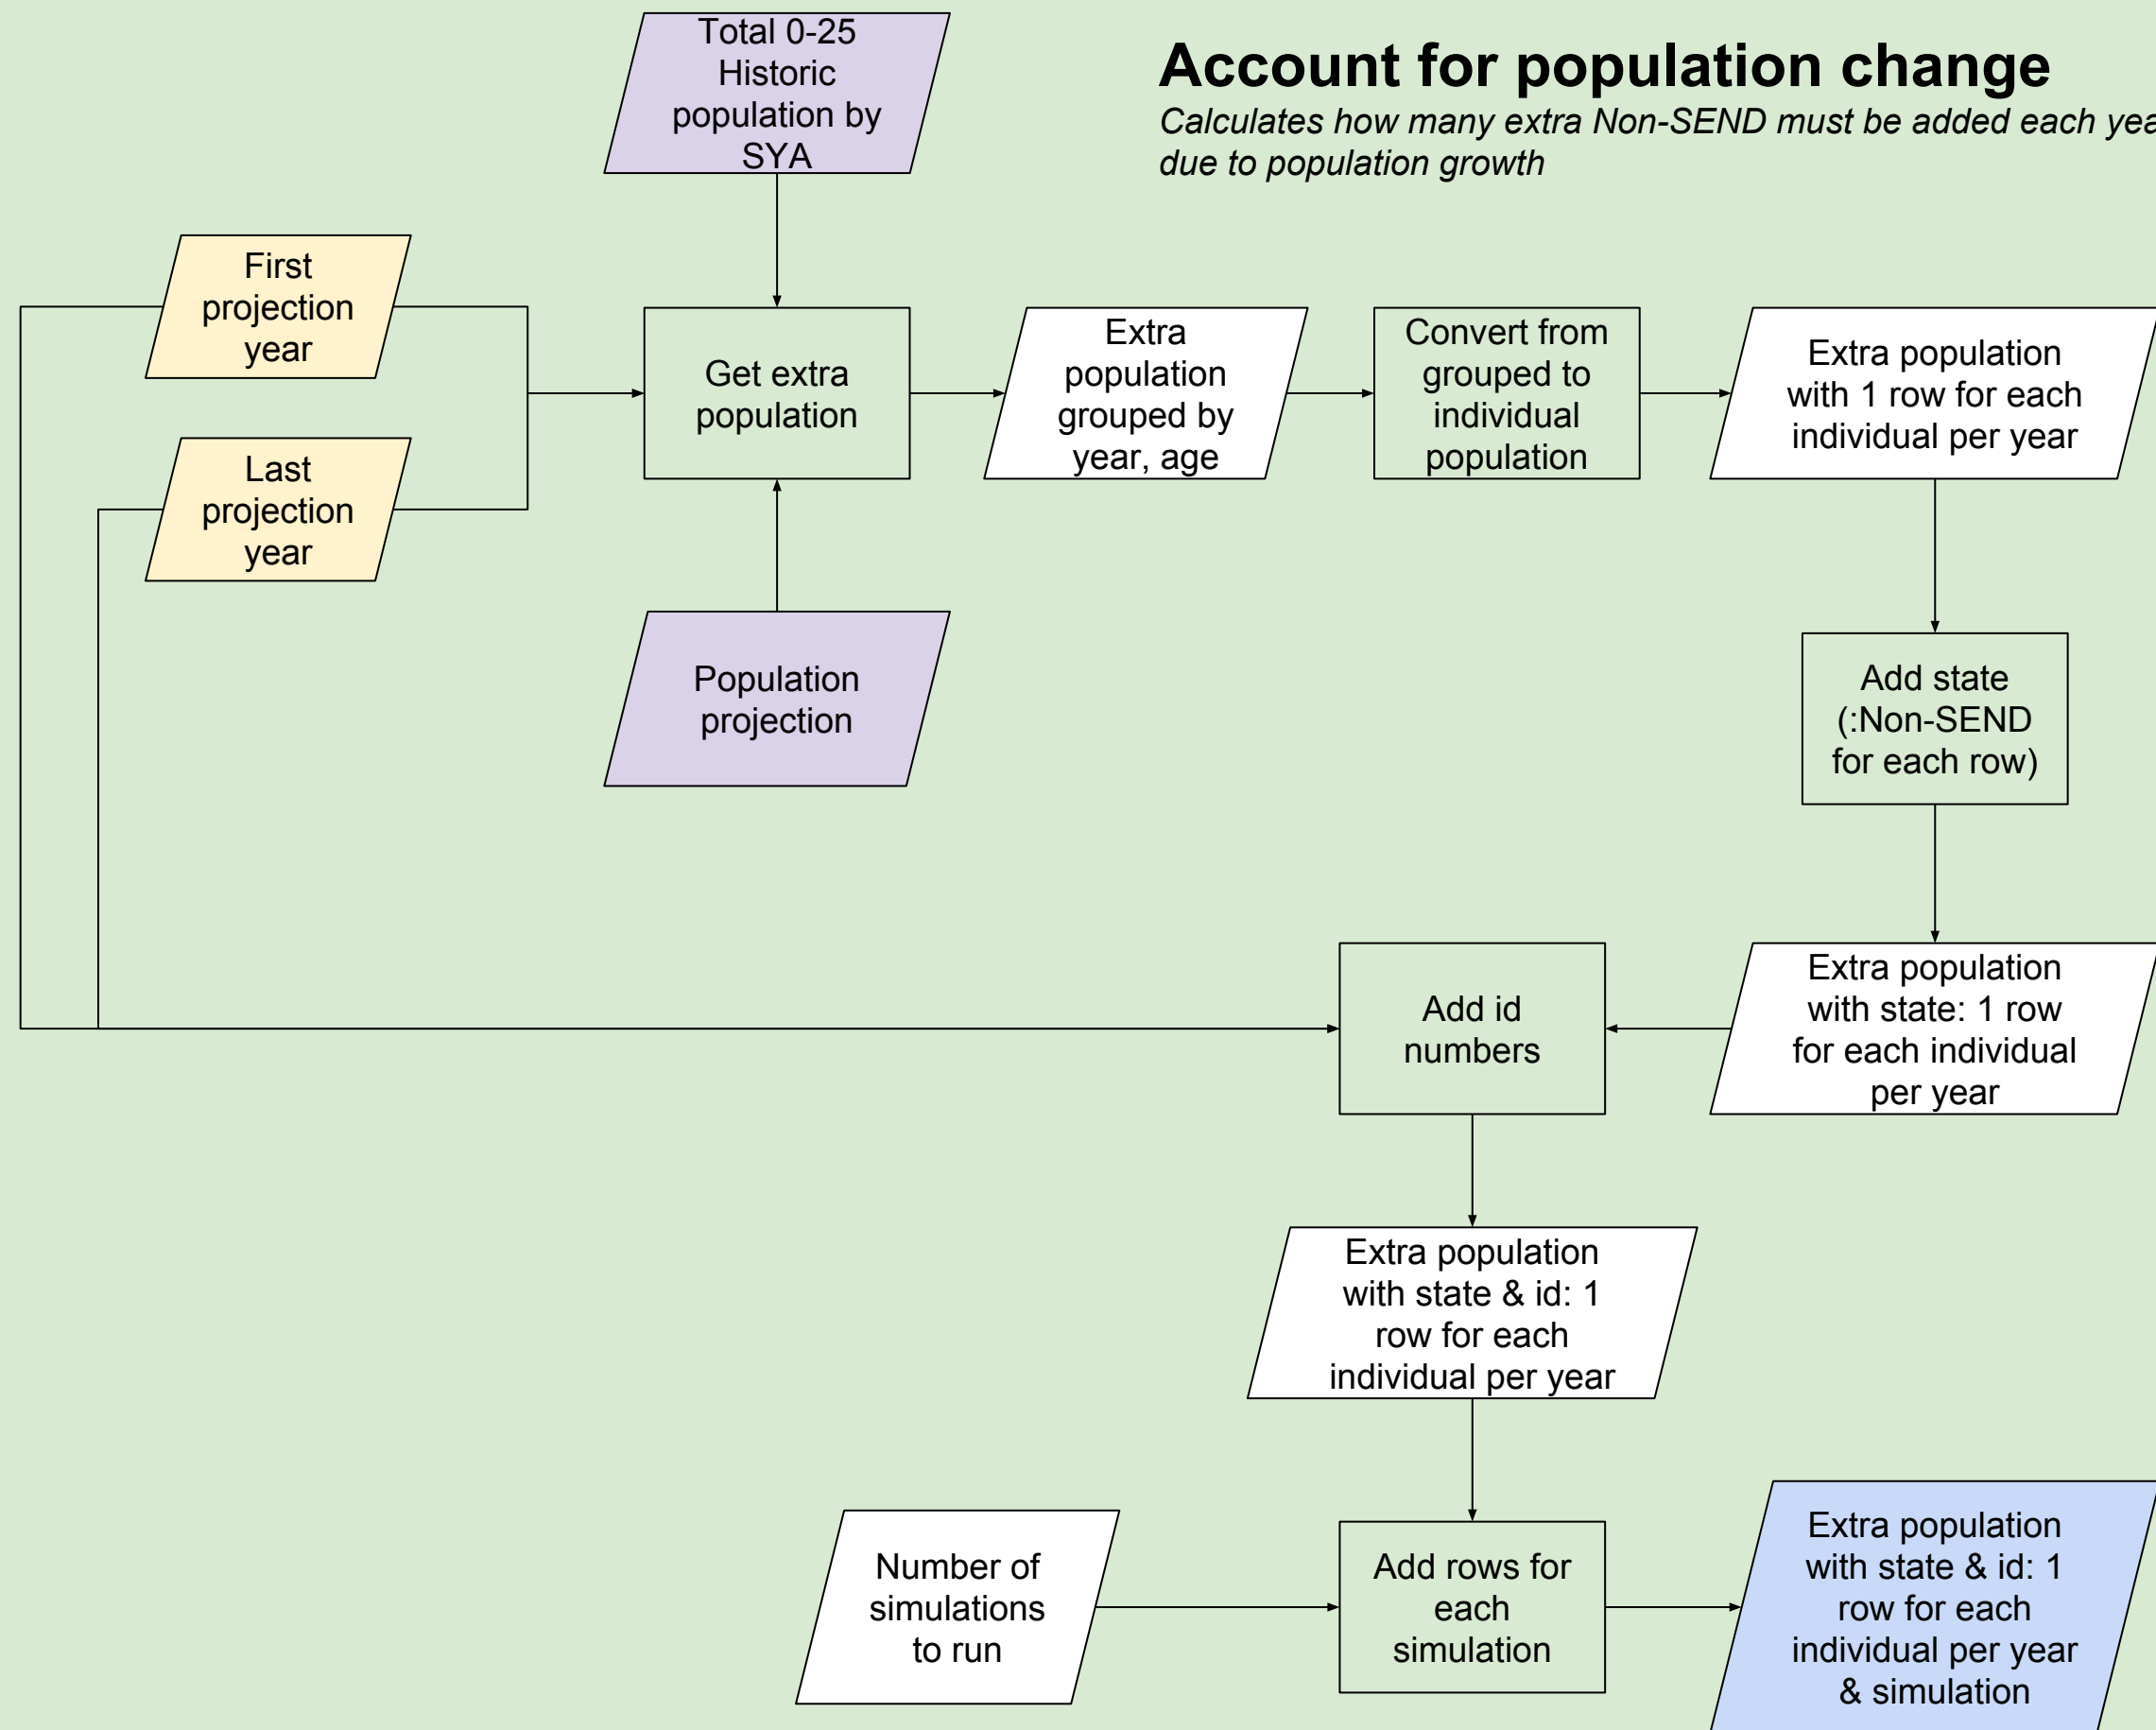 Total 0-25
Historic
population by
SYA
Account for population change
Calculates how many extra Non-SEND must be added each
due to population growth
First
projection
year
Last
projection
year
Get extra
population
Extra
population
grouped by
year, age
Convert from
grouped to
individual
population
Extra population
with 1 row for each
individual per year
Population
projection
Add state
(:Non-SEND
for each row)
Add id
numbers
Extra population
with state: 1 row
for each individual
per year
Extra population
with state & id: 1
row for each
individual per year
Number of
simulations
to run
Add rows for
each
simulation
Extra population
with state & id: 1
row for each
individual per year
& simulation